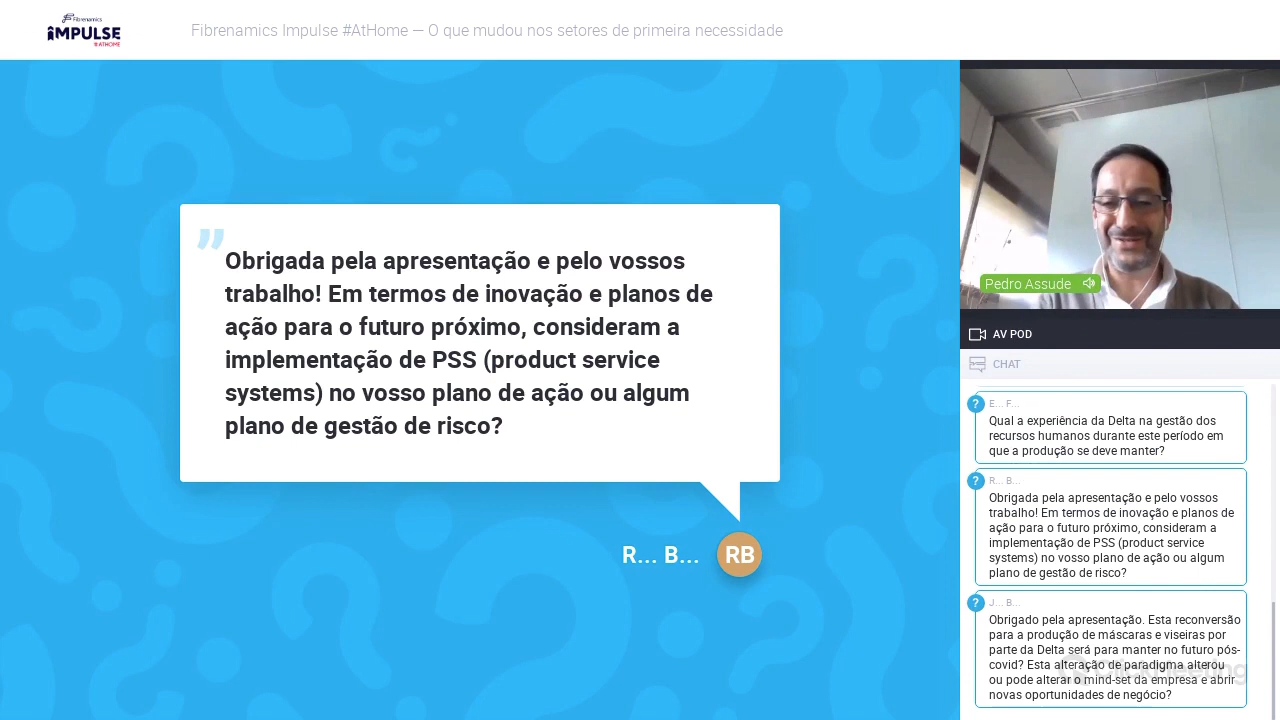 Fibrenamics
IMPULSE
#ATHOME
Fibrenamics Impulse #AtHome — O que mudou nos setores de primeira necessidade
Obrigada pela apresentação e pelo vossos
trabalho! Em termos de inovação e planos de
ação para o futuro próximo, consideram a
implementação de PSS (product service
systems) no vosso plano de ação ou algum
plano de gestão de risco?
R... B...
RB
Pedro Assude
AV POD
CHAT
?
E... F...
Qual a experiência da Delta na gestão dos
recursos humanos durante este período em
que a produção se deve manter?
?
R... B...
Obrigada pela apresentação e pelo vossos
trabalho! Em termos de inovação e planos de
ação para o futuro próximo, consideram a
implementação de PSS (product service
systems) no vosso plano de ação ou algum
plano de gestão de risco?
?
J... B...
Obrigado pela apresentação. Esta reconversão
para a produção de máscaras e viseiras por
parte da Delta será para manter no futuro pós-
covid? Esta alteração de paradigma alterou
ou pode alterar o mind-set da empresa e abrir
novas oportunidades de negócio?
ClickMeeting